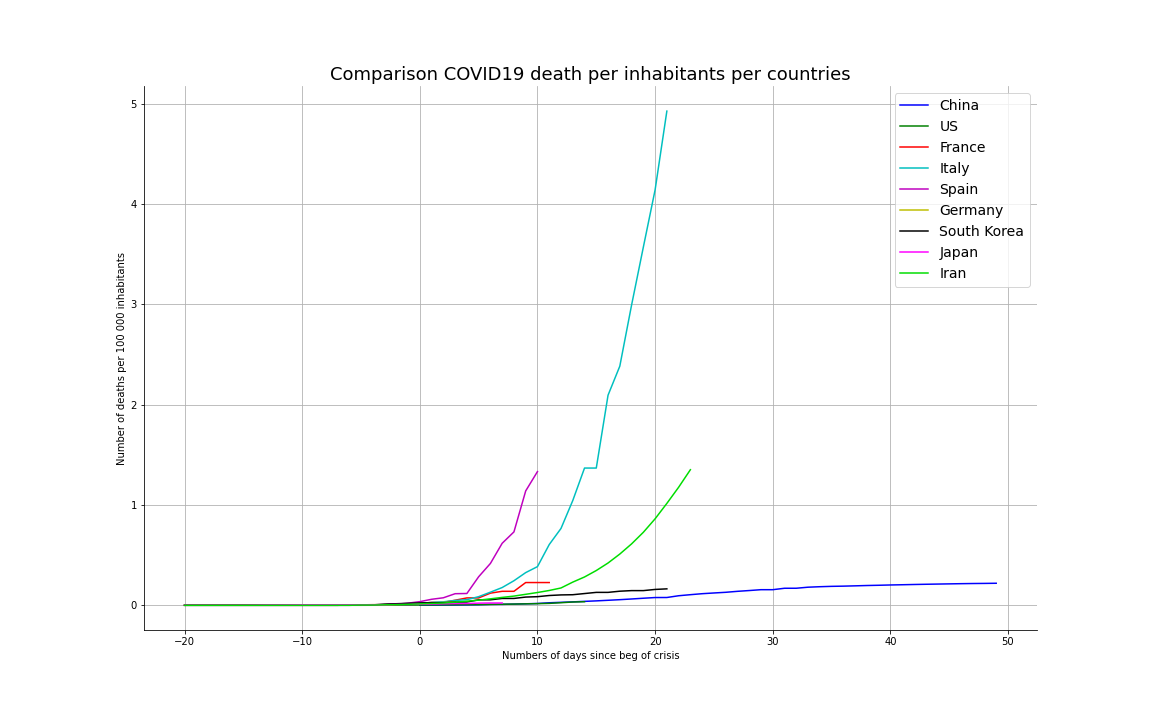 Comparison COVID19 death per inhabitants per countries
5
4
3
2
1
0
Number of deaths per 100 000 inhabitants
China
US
France
Italy
Spain
Germany
South Korea
Japan
Iran
−20
−10
0
10
20
30
40
50
Numbers of days since beg of crisis